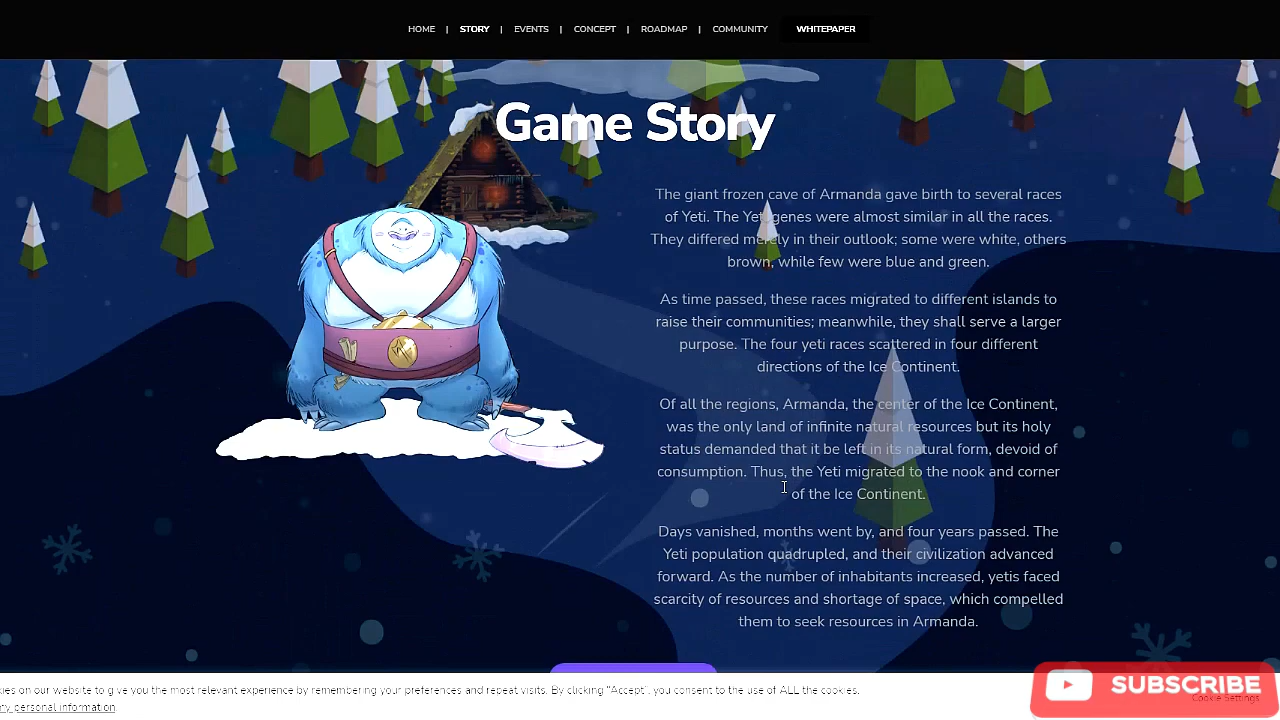 HOME | STORY | EVENTS | CONCEPT | ROADMAP | COMMUNITY WHITEPAPER
Game Story
The giant frozen cave of Armanda gave birth to several races
of Yeti. The Yeti genes were almost similar in all the races.
They differed merely in their outlook; some were white, others
brown, while few were blue and green.
As time passed, these races migrated to different islands to
raise their communities; meanwhile, they shall serve a larger
purpose. The four yeti races scattered in four different
directions of the Ice Continent.
Of all the regions, Armanda, the center of the Ice Continent,
was the only land of infinite natural resources but its holy
status demanded that it be left in its natural form, devoid of
consumption. Thus, the Yeti migrated to the nook and corner
of the Ice Continent.
Days vanished, months went by, and four years passed. The
Yeti population quadrupled, and their civilization advanced
forward. As the number of inhabitants increased, yetis faced
scarcity of resources and shortage of space, which compelled
them to seek resources in Armanda.
ies on our website to give you the most relevant experience by remembering your preferences and repeat visits. By clicking "Accept", you consent to the use of ALL the cookies.
my personal information.
Cookie Settings
SUBSCRIBE